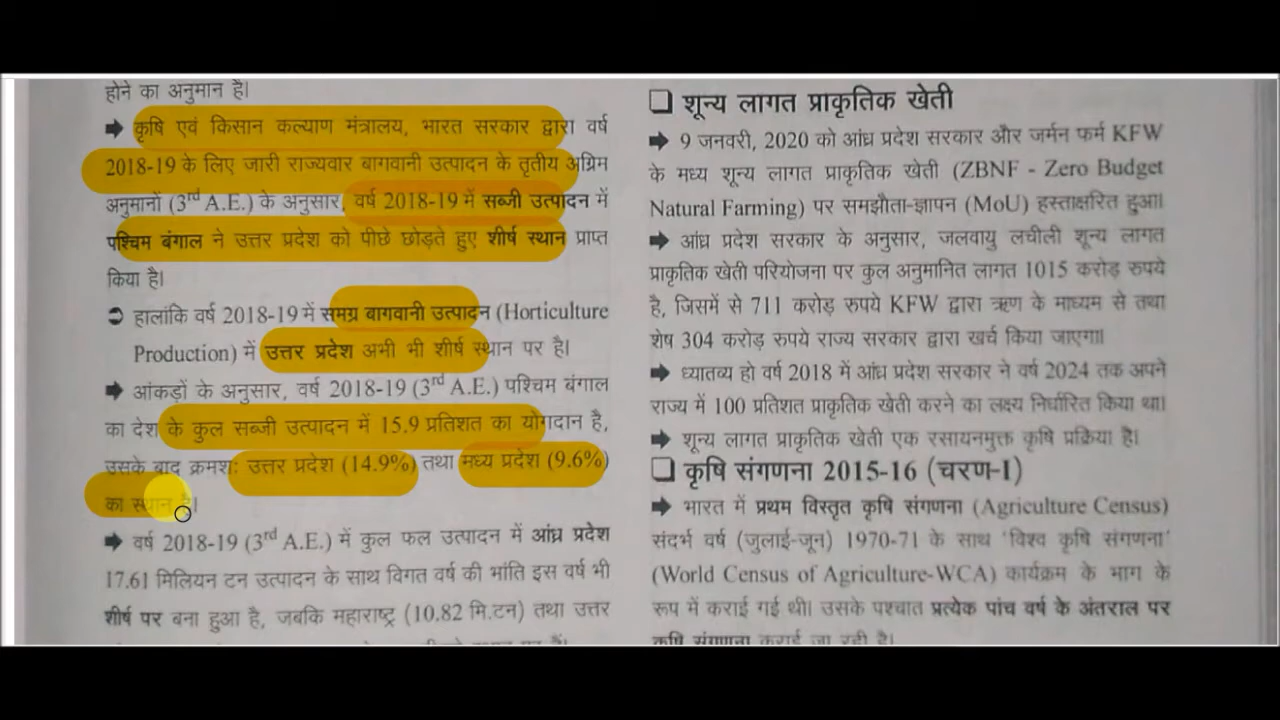 होने का अनुमान है।
➡ कृषि एवं किसान कल्याण मंत्रालय, भारत सरकार द्वारा वर्ष
2018-19 के लिए जारी राज्यवार बागवानी उत्पादन के तृतीय अग्रिम
अनुमानों (3rd A.E.) के अनुसार, वर्ष 2018-19 में सब्जी उत्पादन में
पश्चिम बंगाल ने उत्तर प्रदेश को पीछे छोड़ते हुए शीर्ष स्थान प्राप्त
किया है।
➲ हालांकि वर्ष 2018-19 में समग्र बागवानी उत्पादन (Horticulture
Production) में उत्तर प्रदेश अभी भी शीर्ष स्थान पर है।
➡ आंकड़ों के अनुसार, वर्ष 2018-19 (3rd A.E.) पश्चिम बंगाल
का देश के कुल सब्जी उत्पादन में 15.9 प्रतिशत का योगदान है,
उसके बाद क्रमशः उत्तर प्रदेश (14.9%) तथा मध्य प्रदेश (9.6%)
का स्थान है।
➡ वर्ष 2018-19 (3rd A.E.) में कुल फल उत्पादन में आंध्र प्रदेश
17.61 मिलियन टन उत्पादन के साथ विगत वर्ष की भांति इस वर्ष भी
शीर्ष पर बना हुआ है, जबकि महाराष्ट्र (10.82 मि.टन) तथा उत्तर
❑ शून्य लागत प्राकृतिक खेती
➡ 9 जनवरी, 2020 को आंध्र प्रदेश सरकार और जर्मन फर्म KFW
के मध्य शून्य लागत प्राकृतिक खेती (ZBNF - Zero Budget
Natural Farming) पर समझौता-ज्ञापन (MoU) हस्ताक्षरित हुआ।
➡ आंध्र प्रदेश सरकार के अनुसार, जलवायु लचीली शून्य लागत
प्राकृतिक खेती परियोजना पर कुल अनुमानित लागत 1015 करोड़ रुपये
है, जिसमें से 711 करोड़ रुपये KFW द्वारा ऋण के माध्यम से तथा
शेष 304 करोड़ रुपये राज्य सरकार द्वारा खर्च किया जाएगा।
➡ ध्यातव्य हो वर्ष 2018 में आंध्र प्रदेश सरकार ने वर्ष 2024 तक अपने
राज्य में 100 प्रतिशत प्राकृतिक खेती करने का लक्ष्य निर्धारित किया था।
➡ शून्य लागत प्राकृतिक खेती एक रसायनमुक्त कृषि प्रक्रिया है।
❑ कृषि संगणना 2015-16 (चरण-I)
➡ भारत में प्रथम विस्तृत कृषि संगणना (Agriculture Census)
संदर्भ वर्ष (जुलाई-जून) 1970-71 के साथ 'विश्व कृषि संगणना'
(World Census of Agriculture-WCA) कार्यक्रम के भाग के
रूप में कराई गई थी। उसके पश्चात प्रत्येक पांच वर्ष के अंतराल पर
कृषि संगणना कराई जा रही है।